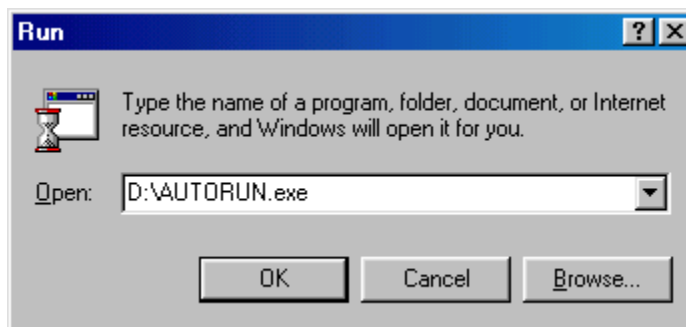 Run
Type the name of a program, folder, document, or Internet
resource, and Windows will open it for you.
Open: D:\AUTORUN.exe
OK Cancel Browse...